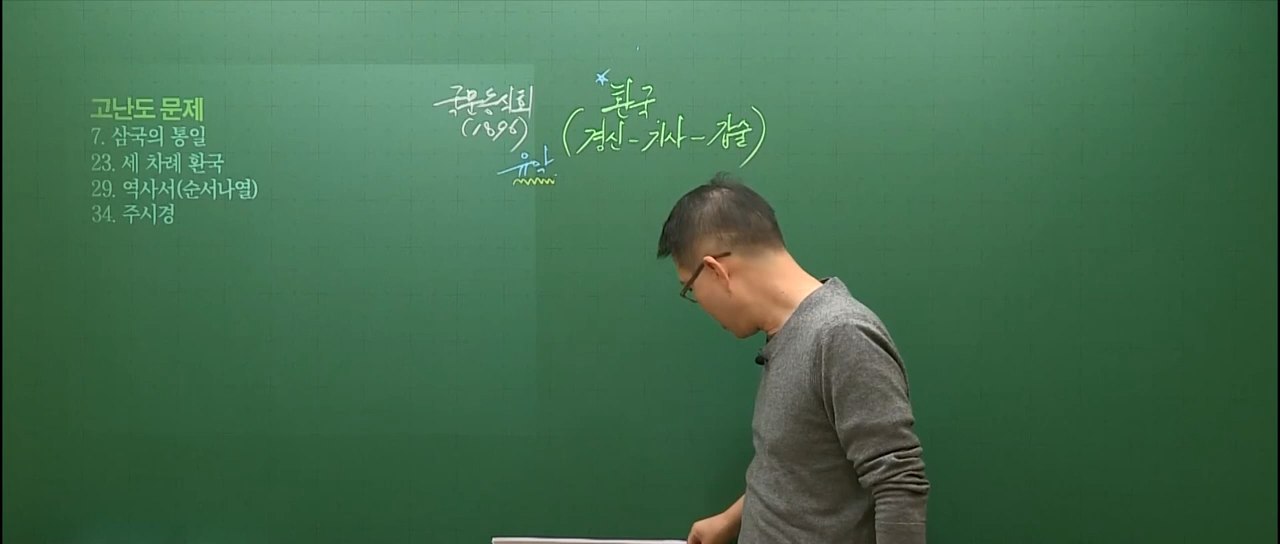 고난도 문제
7. 삼국의 통일
23. 세 차례 환국
29. 역사서(순서나열)
34. 주시경
국문동식회
(1896)
유악
환국
(경신-기사-갑술)